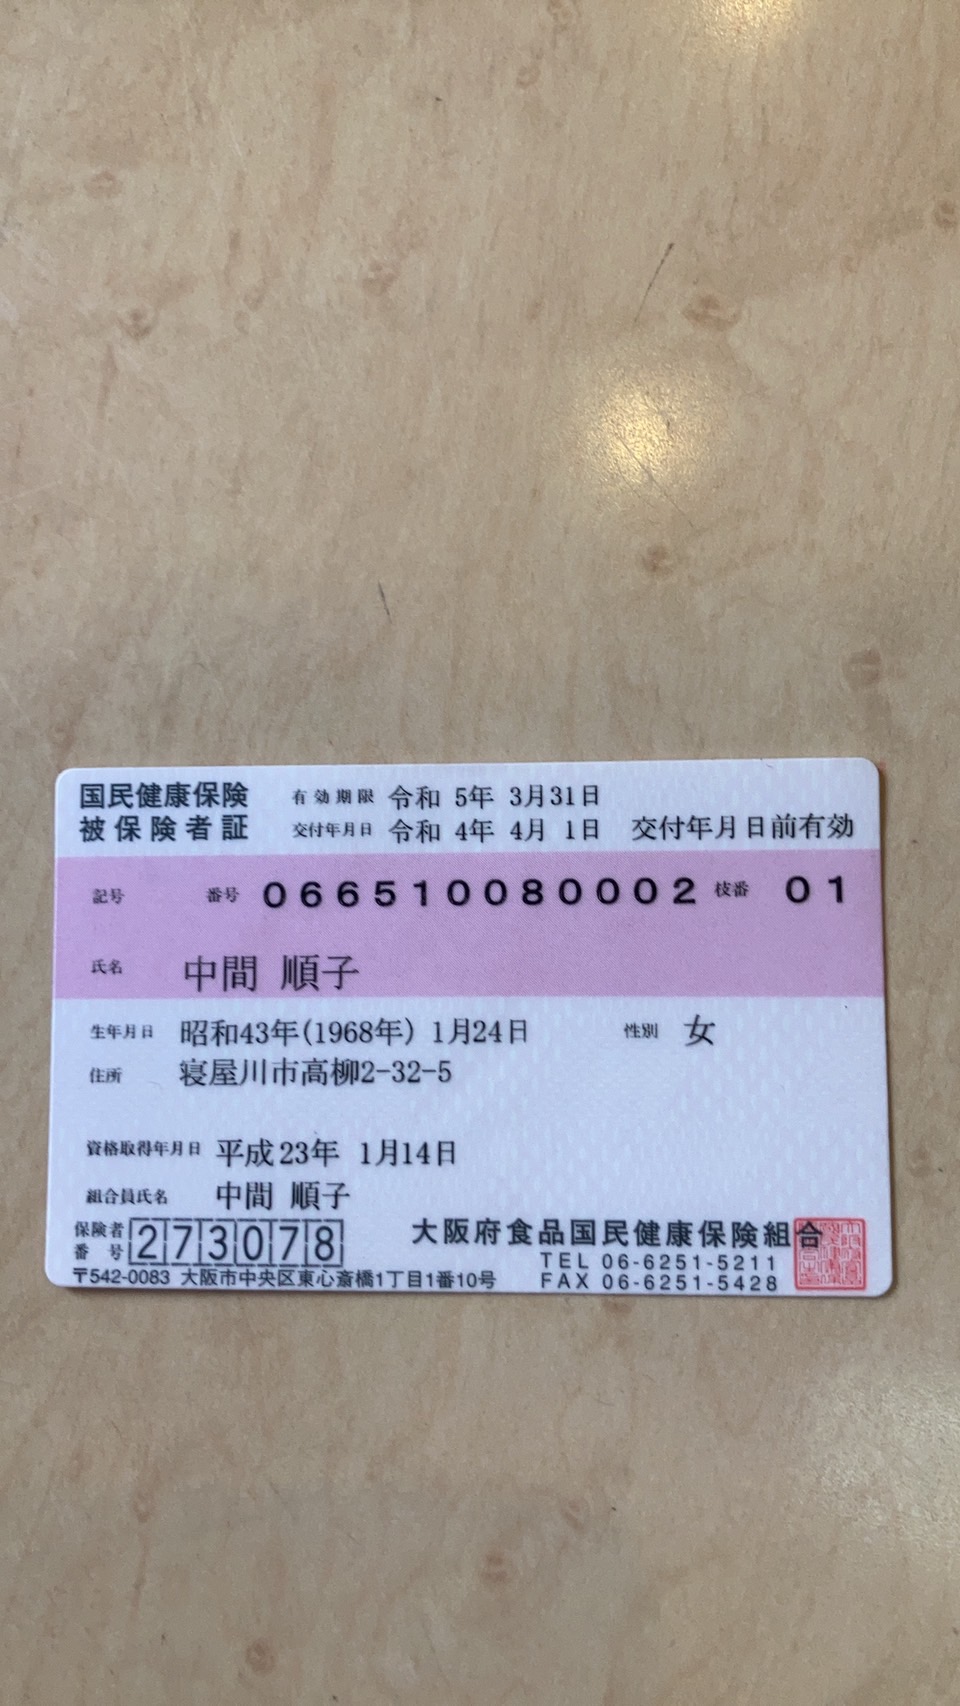 国民健康保険 有効期限 令和 5年 3月31日
被保険者証 交付年月日 令和 4年 4月 1日 交付年月日前有効
記号 番号 066510080002 枝番 01
氏名 中間 順子
生年月日 昭和43年(1968年) 1月24日 性別 女
住所 寝屋川市高柳2-32-5
資格取得年月日 平成23年 1月14日
組合員氏名 中間 順子
保険者番号 273078 大阪府食品国民健康保険組合
TEL 06-6251-5211
〒542-0083 大阪市中央区東心斎橋1丁目1番10号 FAX 06-6251-5428